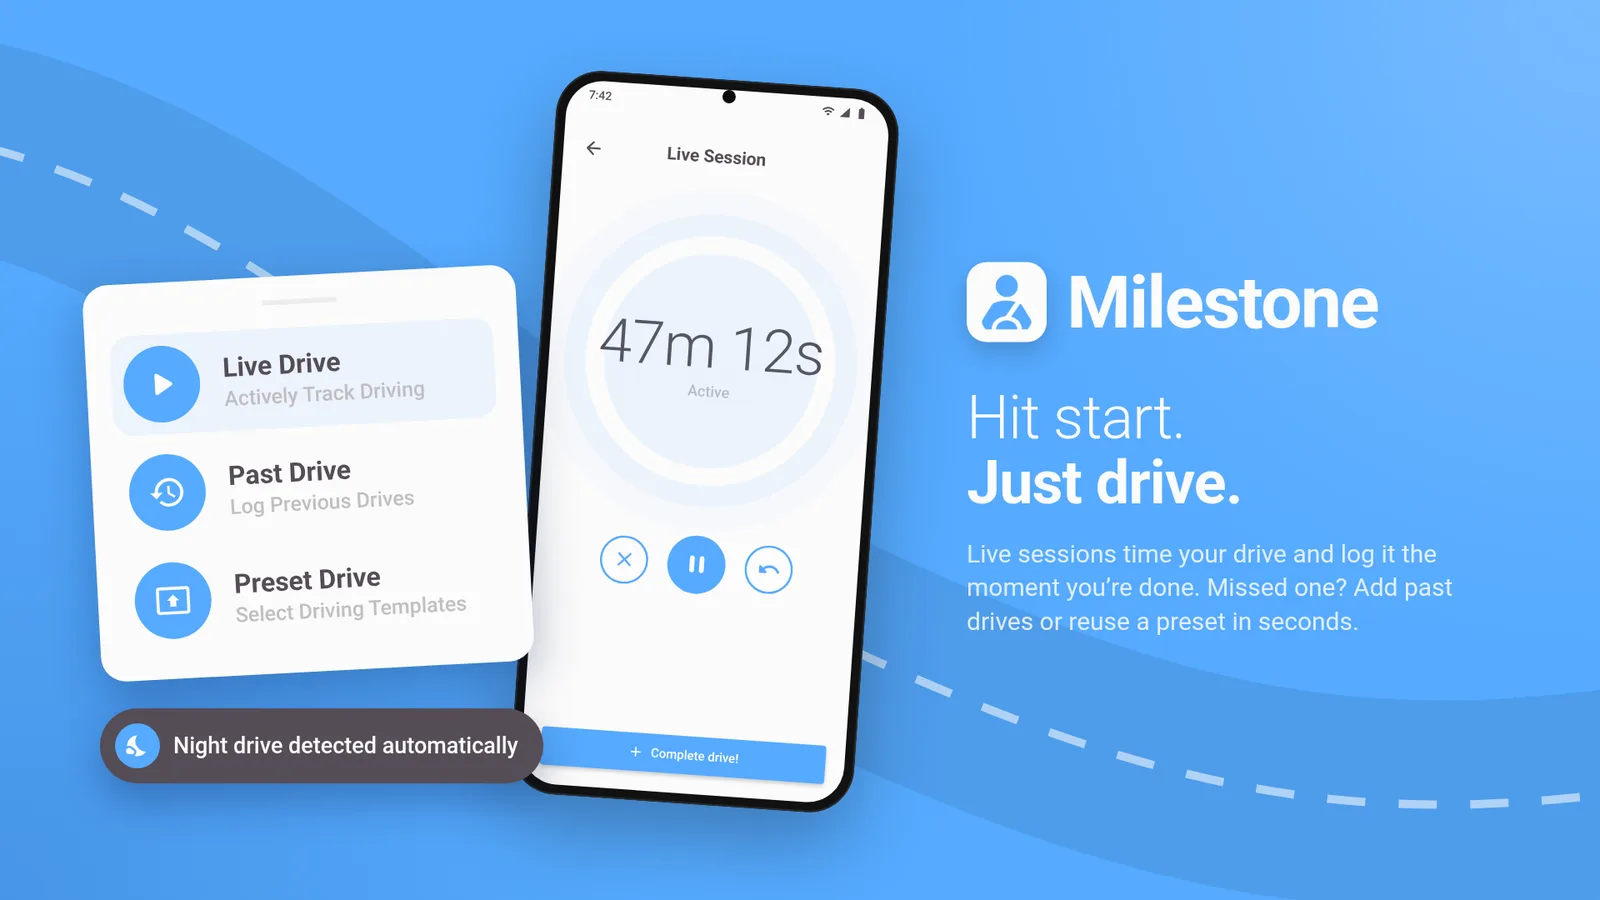 7:42
Live Session
47m 12s
Active
Complete drive!
Live Drive
Actively Track Driving
Past Drive
Log Previous Drives
Preset Drive
Select Driving Templates
Night drive detected automatically
Milestone
Hit start.
Just drive.
Live sessions time your drive and log it the
moment you’re done. Missed one? Add past
drives or reuse a preset in seconds.